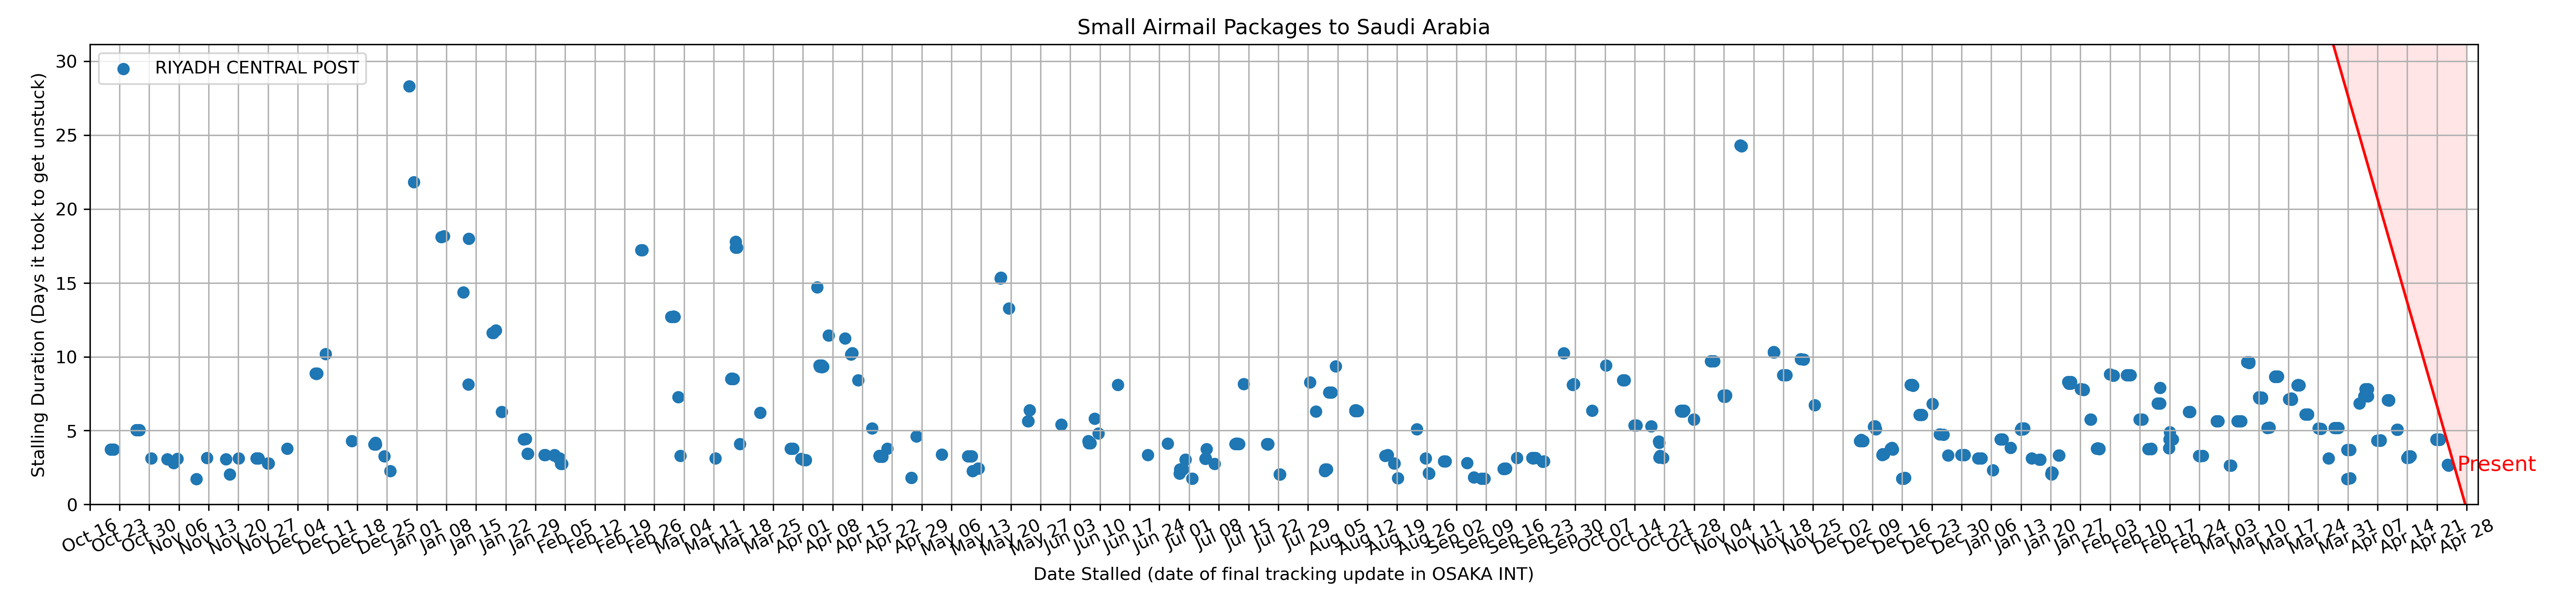 Small Airmail Packages to Saudi Arabia
RIYADH CENTRAL POST
Stalling Duration (Days it took to get unstuck)
30
25
20
15
10
5
0
Present
Oct 16
Oct 23
Oct 30
Nov 06
Nov 13
Nov 20
Nov 27
Dec 04
Dec 11
Dec 18
Dec 25
Jan 01
Jan 08
Jan 15
Jan 22
Jan 29
Feb 05
Feb 12
Feb 19
Feb 26
Mar 04
Mar 11
Mar 18
Mar 25
Apr 01
Apr 08
Apr 15
Apr 22
Apr 29
May 06
May 13
May 20
May 27
Jun 03
Jun 10
Jun 17
Jun 24
Jul 01
Jul 08
Jul 15
Jul 22
Jul 29
Aug 05
Aug 12
Aug 19
Aug 26
Sep 02
Sep 09
Sep 16
Sep 23
Sep 30
Oct 07
Oct 14
Oct 21
Oct 28
Nov 04
Nov 11
Nov 18
Nov 25
Dec 02
Dec 09
Dec 16
Dec 23
Dec 30
Jan 06
Jan 13
Jan 20
Jan 27
Feb 03
Feb 10
Feb 17
Feb 24
Mar 03
Mar 10
Mar 17
Mar 24
Mar 31
Apr 07
Apr 14
Apr 21
Apr 28
Date Stalled (date of final tracking update in OSAKA INT)